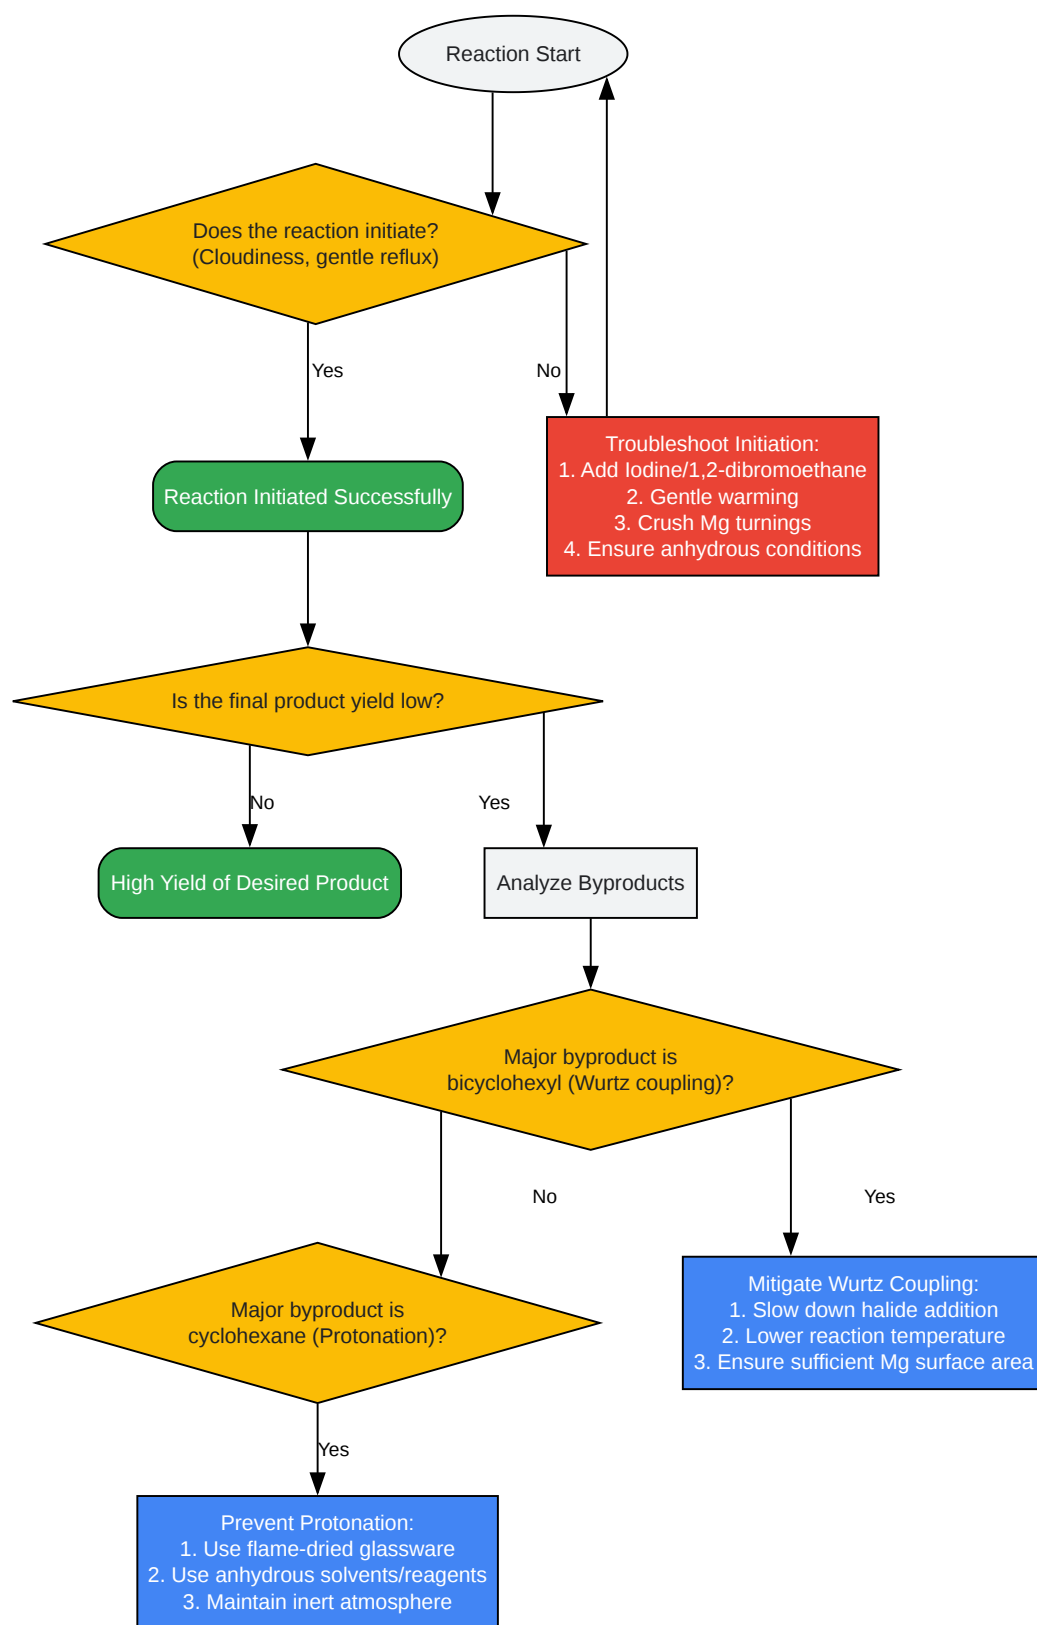 Reaction Start
Does the reaction initiate?
(Cloudiness, gentle reflux)
Yes
No
Troubleshoot Initiation:
1. Add Iodine/1,2-dibromoethane
2. Gentle warming
3. Crush Mg turnings
4. Ensure anhydrous conditions
Reaction Initiated Successfully
Is the final product yield low?
No
Yes
High Yield of Desired Product
Analyze Byproducts
Major byproduct is
bicyclohexyl (Wurtz coupling)?
No
Yes
Mitigate Wurtz Coupling:
1. Slow down halide addition
2. Lower reaction temperature
3. Ensure sufficient Mg surface area
Major byproduct is
cyclohexane (Protonation)?
Yes
Prevent Protonation:
1. Use flame-dried glassware
2. Use anhydrous solvents/reagents
3. Maintain inert atmosphere